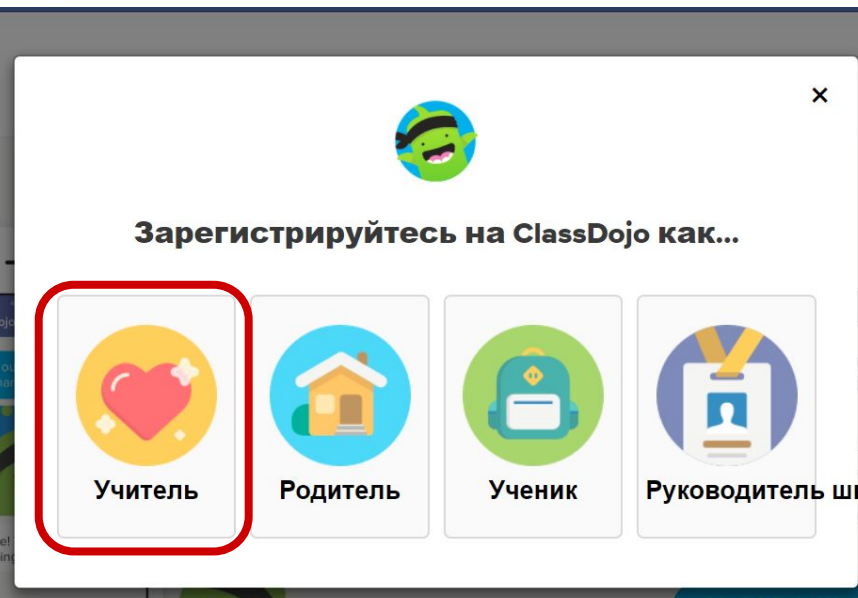 ×
Зарегистрируйтесь на ClassDojo как...
Учитель
Родитель
Ученик
Руководитель